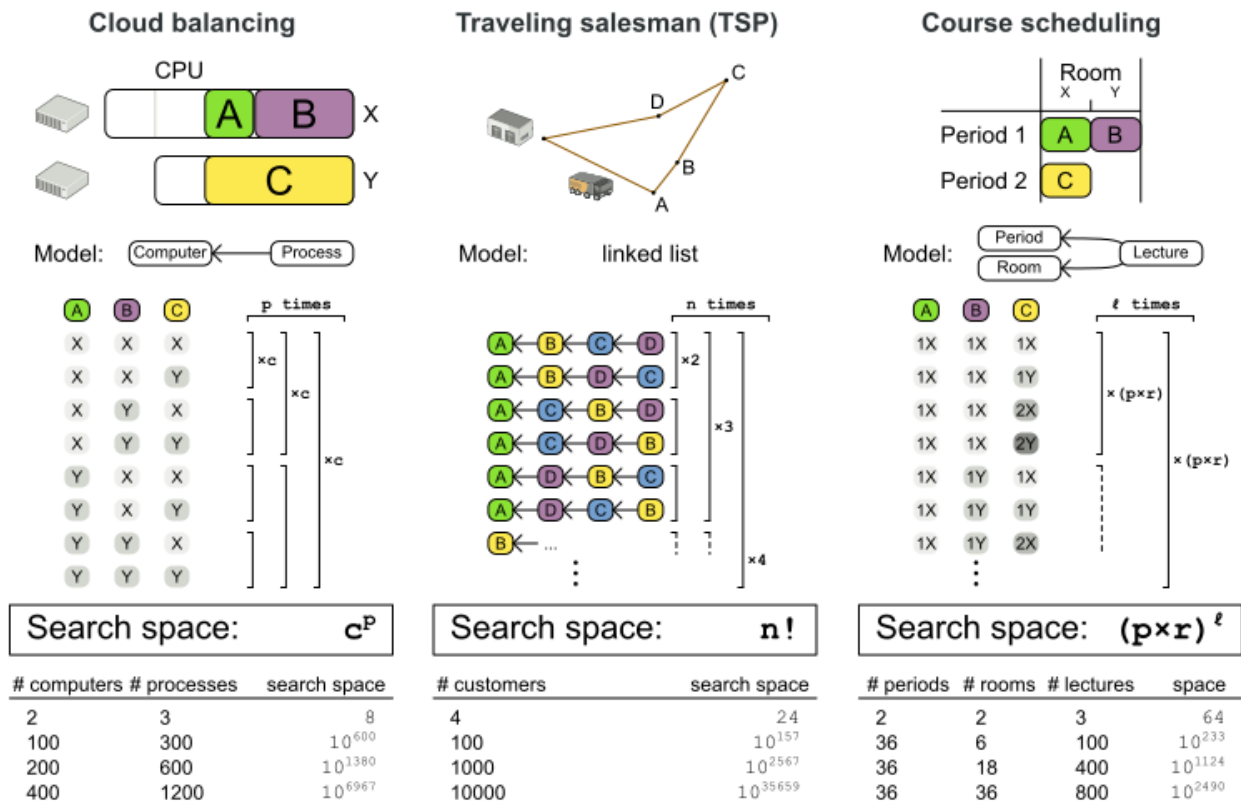 Cloud balancing
CPU
A B X
C Y
Model: Computer Process
A B C p times
X X X
X X Y ×c
X Y X ×c
X Y Y
Y X X ×c
Y X Y
Y Y X
Y Y Y
Search space: c^p
# computers # processes search space
2 3 8
100 300 10^600
200 600 10^1380
400 1200 10^6967
Traveling salesman (TSP)
C
D
B
A
Model: linked list
n times
A B C D
A B D C ×2
A C B D
A C D B ×3
A D B C
A D C B
B ... ×4
Search space: n!
# customers search space
4 24
100 10^157
1000 10^2567
10000 10^35659
Course scheduling
Room
X Y
Period 1 A B
Period 2 C
Model: Period Lecture
Room
A B C ℓ times
1X 1X 1X
1X 1X 1Y
1X 1X 2X ×(p×r)
1X 1X 2Y
1X 1Y 1X ×(p×r)
1X 1Y 1Y
1X 1Y 2X
Search space: (p×r)^ℓ
# periods # rooms # lectures space
2 2 3 64
36 6 100 10^233
36 18 400 10^1124
36 36 800 10^2490